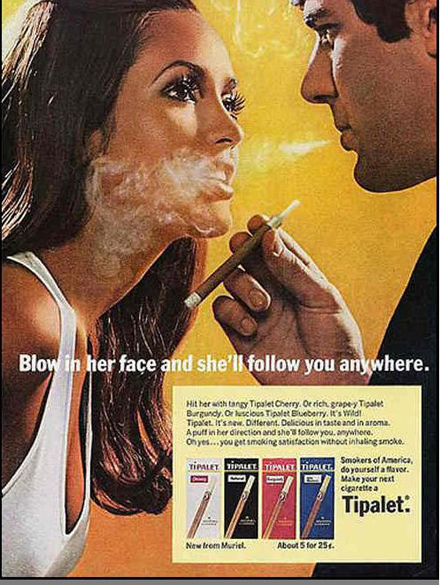 Blow in her face and she'll follow you anywhere.
Hit her with tangy Tipalet Cherry. Or rich, grape-y Tipalet
Burgundy. Or luscious Tipalet Blueberry. It's Wild!
Tipalet. It's new. Different. Delicious in taste and in aroma.
A puff in her direction and she'll follow you, anywhere.
Oh yes... you get smoking satisfaction without inhaling smoke.
TIPALET TIPALET TIPALET TIPALET
Cherry Natural Burgundy
Smokers of America,
do yourself a flavor.
Make your next
cigarette a
Tipalet.
New from Muriel. About 5 for 25¢.